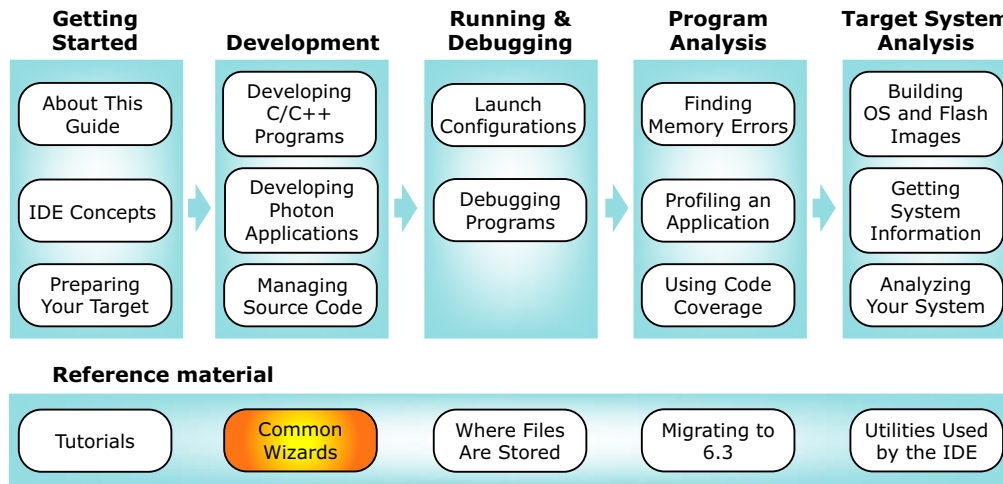 Getting
Started
About This
Guide
IDE Concepts
Preparing
Your Target
Development
Developing
C/C++
Programs
Developing
Photon
Applications
Managing
Source Code
Running &
Debugging
Launch
Configurations
Debugging
Programs
Program
Analysis
Finding
Memory Errors
Profiling an
Application
Using Code
Coverage
Target System
Analysis
Building
OS and Flash
Images
Getting
System
Information
Analyzing
Your System
Reference material
Tutorials
Common
Wizards
Where Files
Are Stored
Migrating to
6.3
Utilities Used
by the IDE